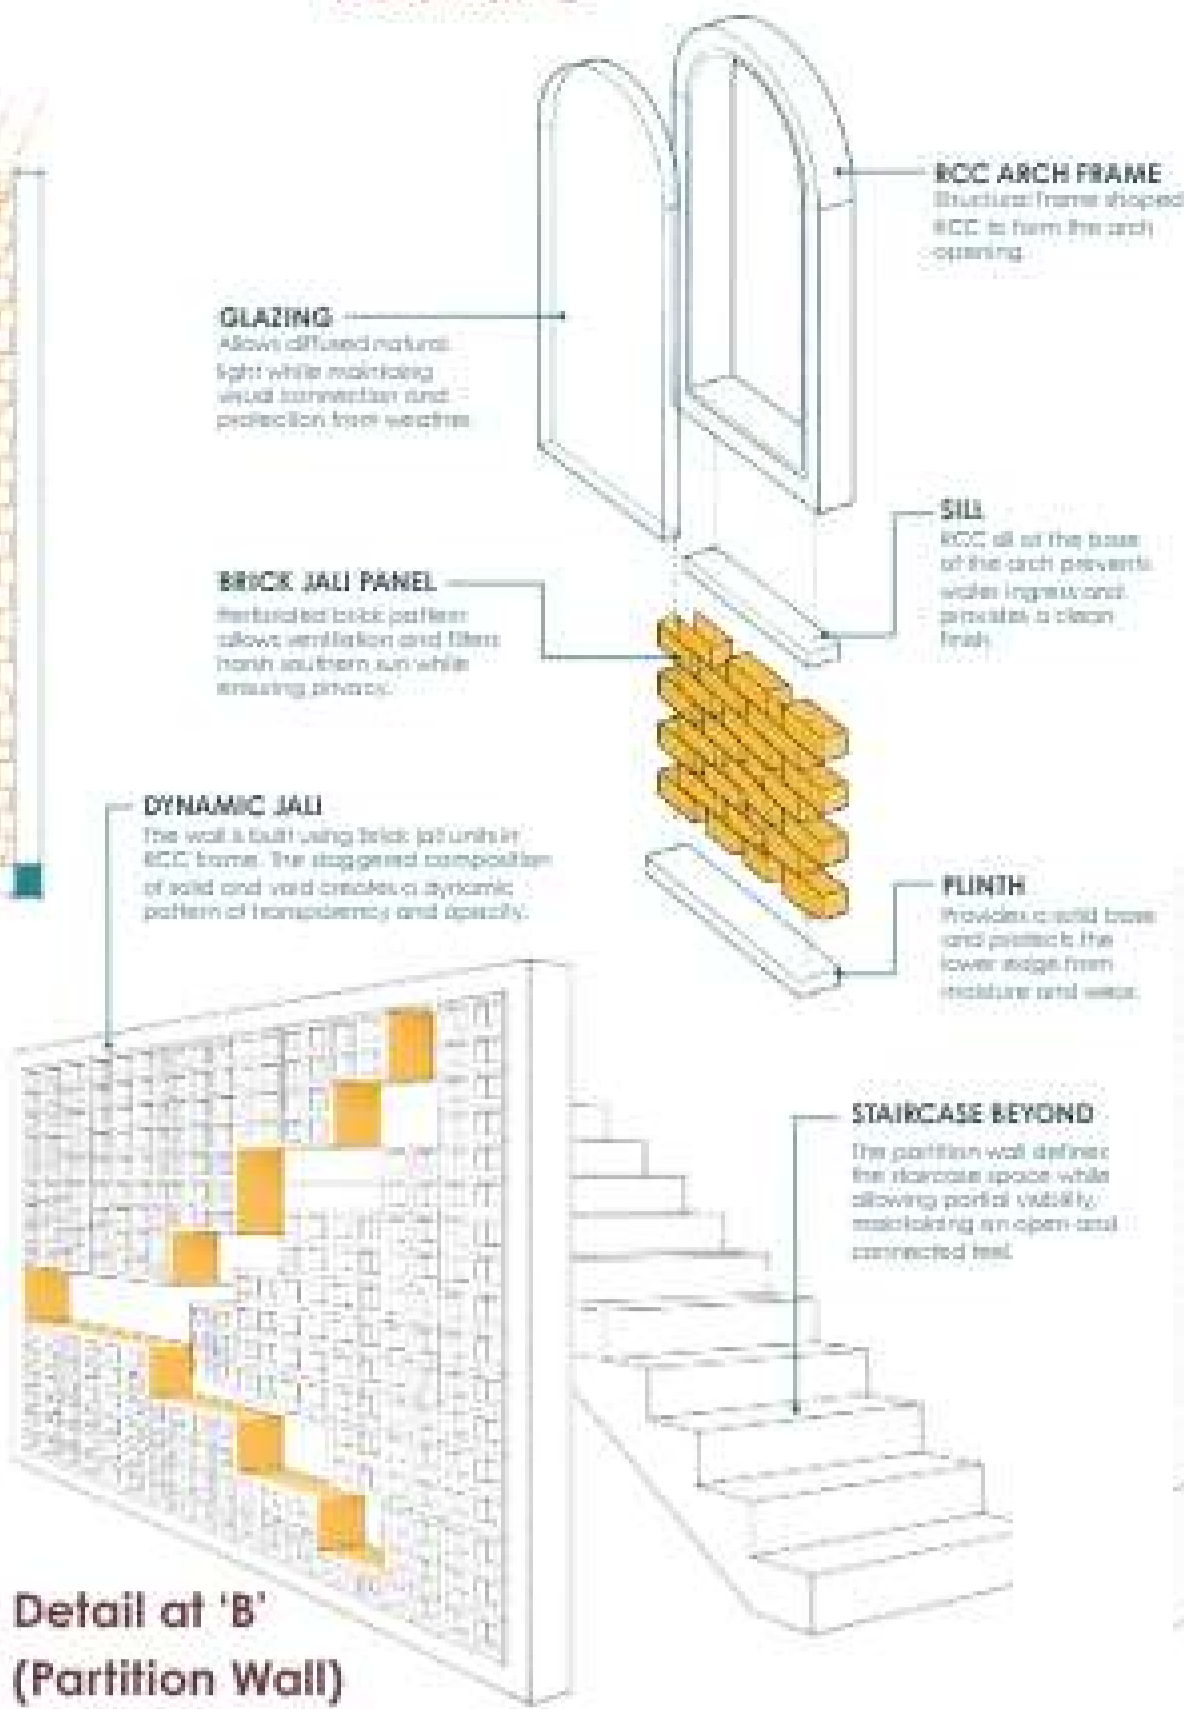 RCC ARCH FRAME
Structural frame shaped
RCC to form the arch
opening.
GLAZING
Allows diffused natural
light while maintaining
visual connection and
protection from weather.
SILL
RCC sill at the base
of the arch prevents
water ingress and
provides a clean
finish
BRICK JALI PANEL
Perforated brick pattern
allows ventilation and filters
harsh southern sun while
ensuring privacy.
DYNAMIC JALI
The wall is built using brick jali units in
RCC frame. The staggered composition
of solid and void creates a dynamic
pattern of transparency and opacity.
PLINTH
Provides a solid base
and protects the
lower edge from
moisture and wear.
STAIRCASE BEYOND
The partition wall defines
the staircase space while
allowing partial visibility,
maintaining an open and
connected feel.
Detail at 'B'
(Partition Wall)